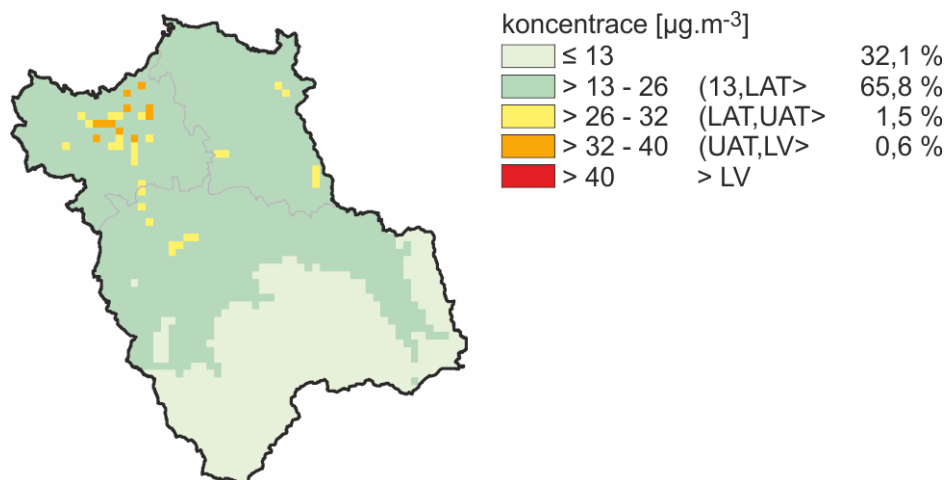 koncentrace [µg.m-3]
≤ 13 32,1 %
> 13 - 26 (13,LAT> 65,8 %
> 26 - 32 (LAT,UAT> 1,5 %
> 32 - 40 (UAT,LV> 0,6 %
> 40 > LV